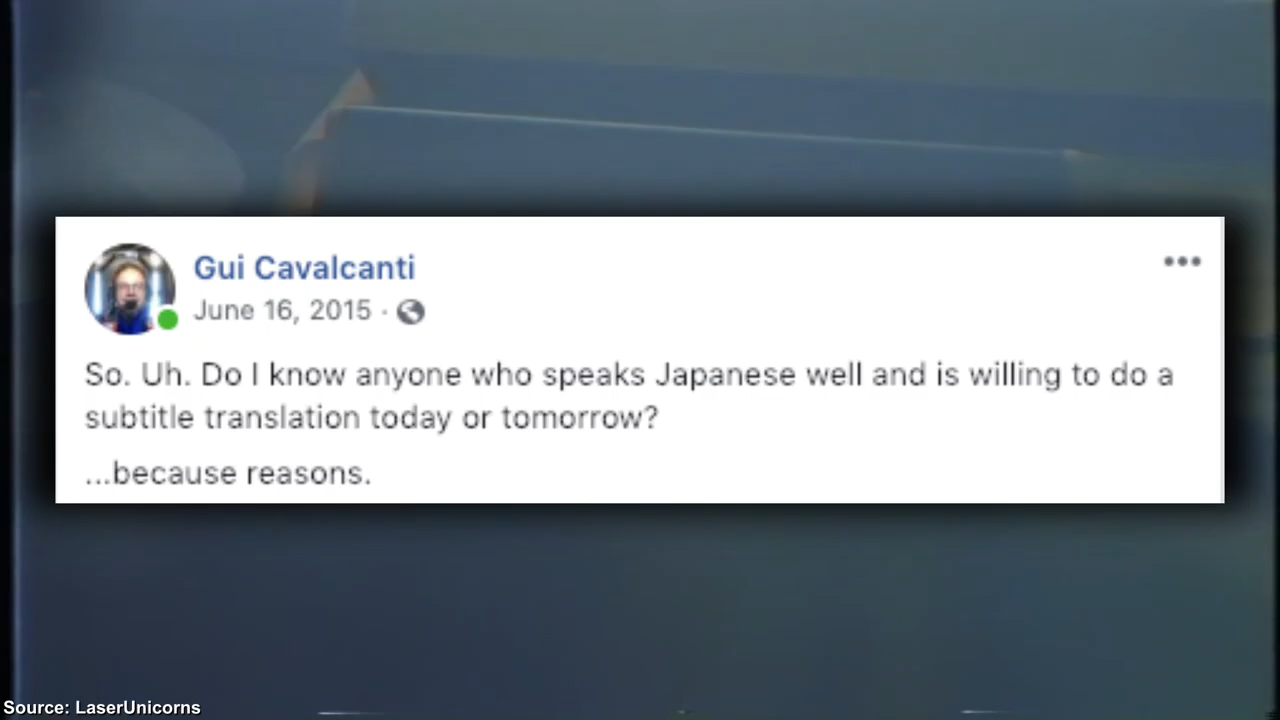 Gui Cavalcanti
June 16, 2015 ·
So. Uh. Do I know anyone who speaks Japanese well and is willing to do a
subtitle translation today or tomorrow?
...because reasons.
Source: LaserUnicorns